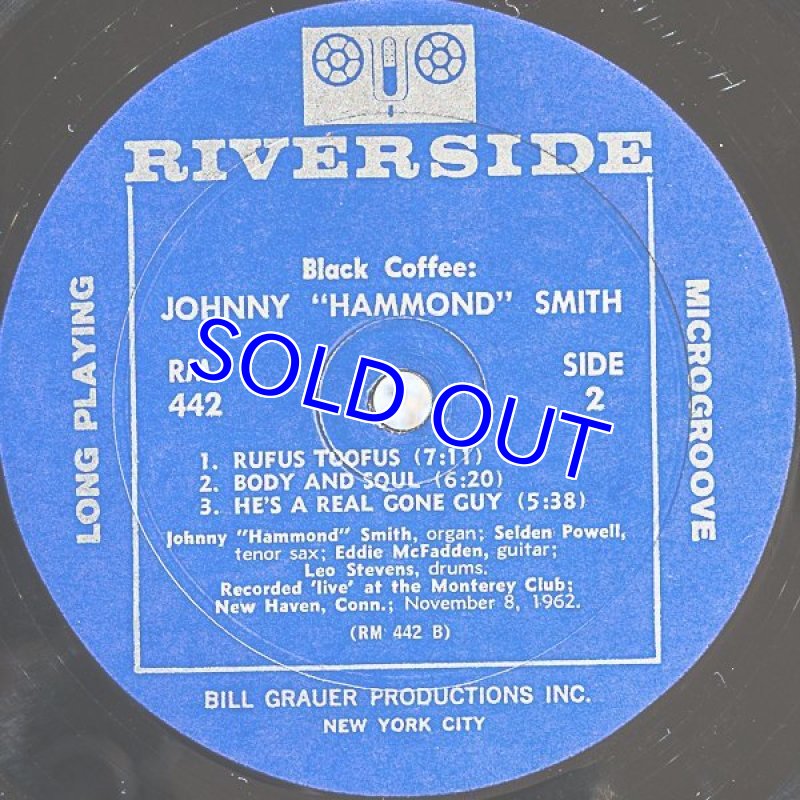 RIVERSIDE
Black Coffee:
JOHNNY "HAMMOND" SMITH
RM 442
SIDE 2
LONG PLAYING
MICROGROOVE
SOLD OUT
1. RUFUS TOOFUS (7:11)
2. BODY AND SOUL (6:20)
3. HE'S A REAL GONE GUY (5:38)
Johnny "Hammond" Smith, organ; Selden Powell,
tenor sax; Eddie McFadden, guitar;
Leo Stevens, drums.
Recorded 'live' at the Monterey Club;
New Haven, Conn.; November 8, 1962.
(RM 442 B)
BILL GRAUER PRODUCTIONS INC.
NEW YORK CITY